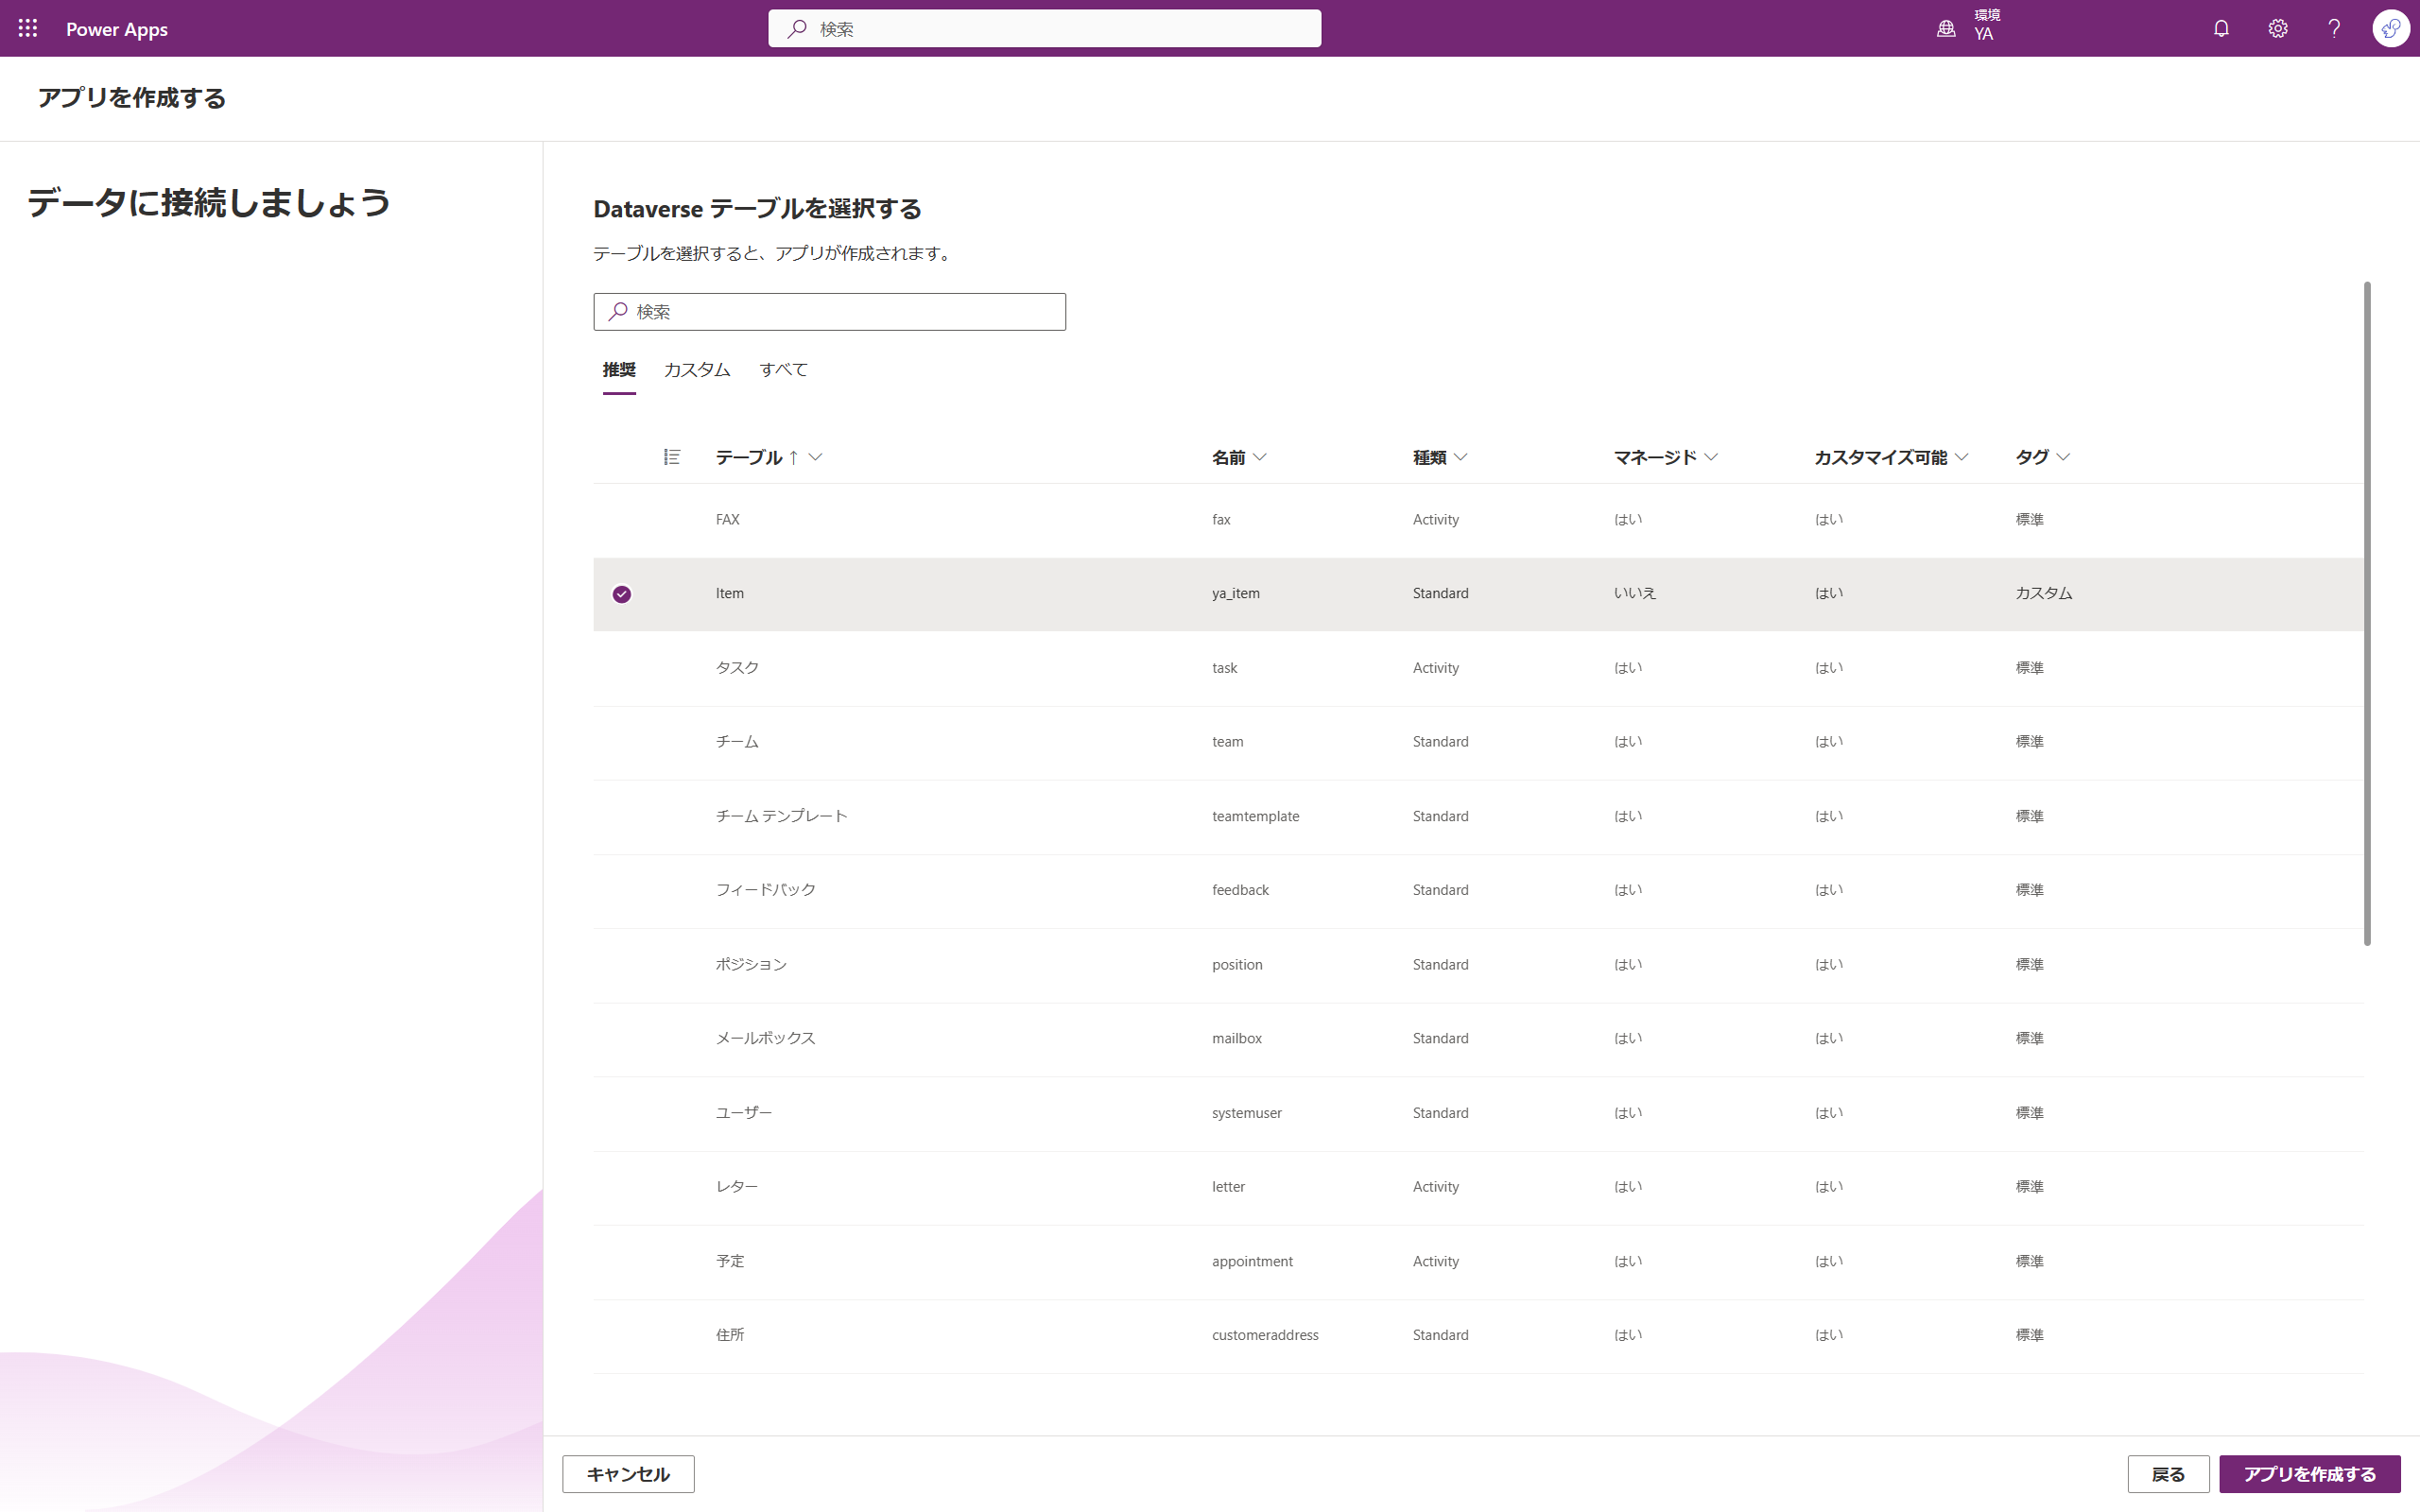 Power Apps
検索
環境
YA
アプリを作成する
データに接続しましょう
Dataverse テーブルを選択する
テーブルを選択すると、アプリが作成されます。
検索
推奨 カスタム すべて
テーブル ↑ 名前 種類 マネージド カスタマイズ可能 タグ
FAX fax Activity はい はい 標準
Item ya_item Standard いいえ はい カスタム
タスク task Activity はい はい 標準
チーム team Standard はい はい 標準
チーム テンプレート teamtemplate Standard はい はい 標準
フィードバック feedback Standard はい はい 標準
ポジション position Standard はい はい 標準
メールボックス mailbox Standard はい はい 標準
ユーザー systemuser Standard はい はい 標準
レター letter Activity はい はい 標準
予定 appointment Activity はい はい 標準
住所 customeraddress Standard はい はい 標準
キャンセル 戻る アプリを作成する